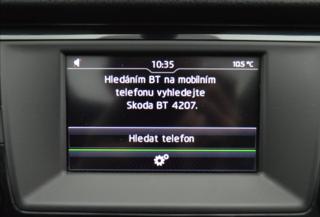 10:35
10.5 °C
Hledáním BT na mobilním
telefonu vyhledejte
Skoda BT 4207.
Hledat telefon